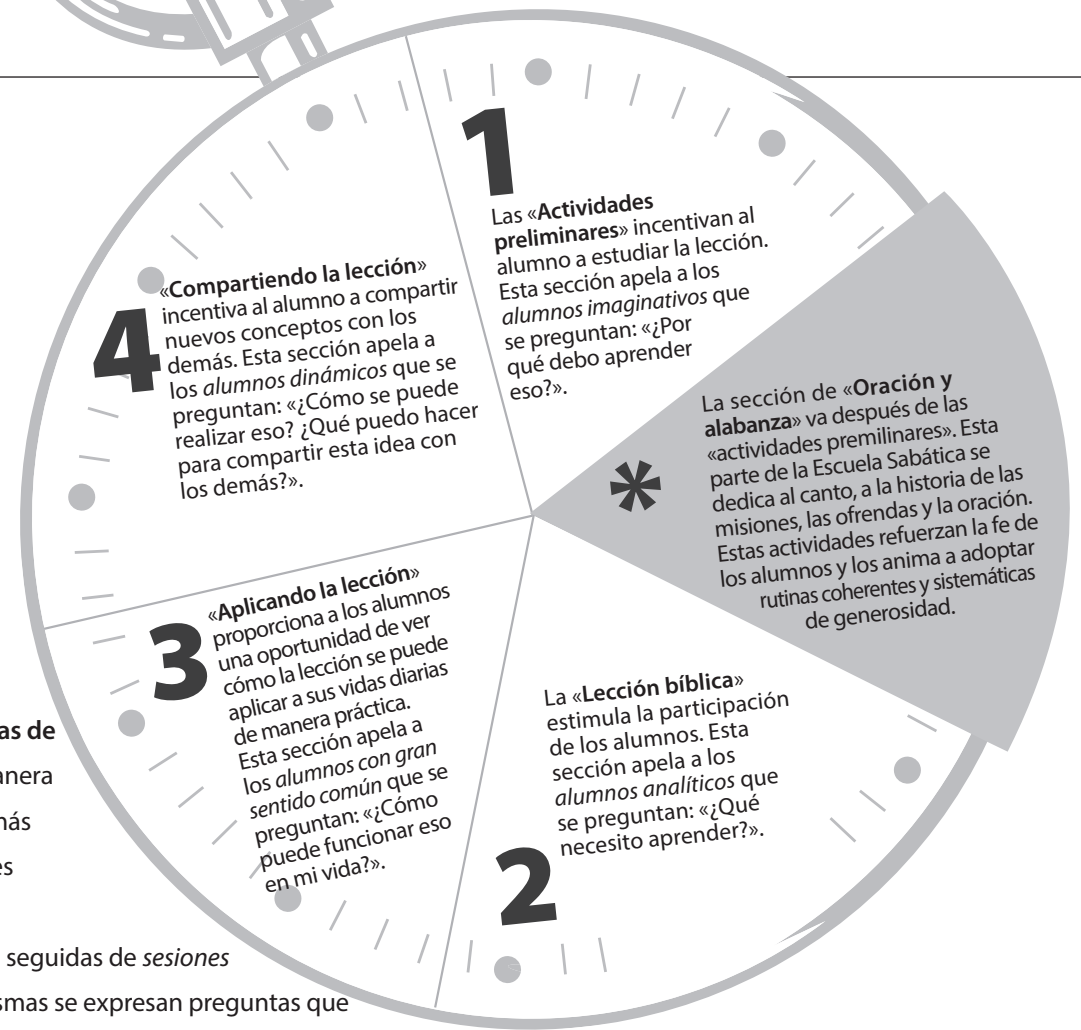 1
Las «Actividades
preliminares» incentivan al
alumno a estudiar la lección.
Esta sección apela a los
alumnos imaginativos que
se preguntan: «¿Por
qué debo aprender
eso?».
*
La sección de «Oración y
alabanza» va después de las
«actividades premilinares». Esta
parte de la Escuela Sabática se
dedica al canto, a la historia de las
misiones, las ofrendas y la oración.
Estas actividades refuerzan la fe de
los alumnos y los anima a adoptar
rutinas coherentes y sistemáticas
de generosidad.
2
La «Lección bíblica»
estimula la participación
de los alumnos. Esta
sección apela a los
alumnos analíticos que
se preguntan: «¿Qué
necesito aprender?».
3
«Aplicando la lección»
proporciona a los alumnos
una oportunidad de ver
cómo la lección se puede
aplicar a sus vidas diarias
de manera práctica.
Esta sección apela a
los alumnos con gran
sentido común que se
preguntan: «¿Cómo
puede funcionar eso
en mi vida?».
4
«Compartiendo la lección»
incentiva al alumno a compartir
nuevos conceptos con los
demás. Esta sección apela a
los alumnos dinámicos que se
preguntan: «¿Cómo se puede
realizar eso? ¿Qué puedo hacer
para compartir esta idea con
los demás?».
de
seguidas de sesiones
se expresan preguntas que